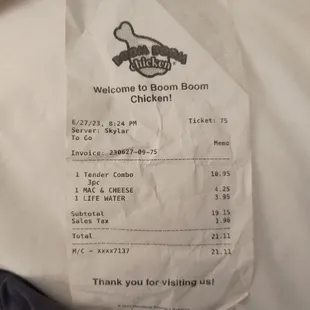 BOOM BOOM
chicken
Welcome to Boom Boom
Chicken!
6/27/23, 8:24 PM Ticket: 75
Server: Skylar
To Go
Memo
Invoice: 230627-09-75
1 Tender Combo 10.95
3pc
1 MAC & CHEESE 4.25
1 LIFE WATER 3.95
Subtotal 19.15
Sales Tax 1.96
Total 21.11
M/C - xxxx7137 21.11
Thank you for visiting us!